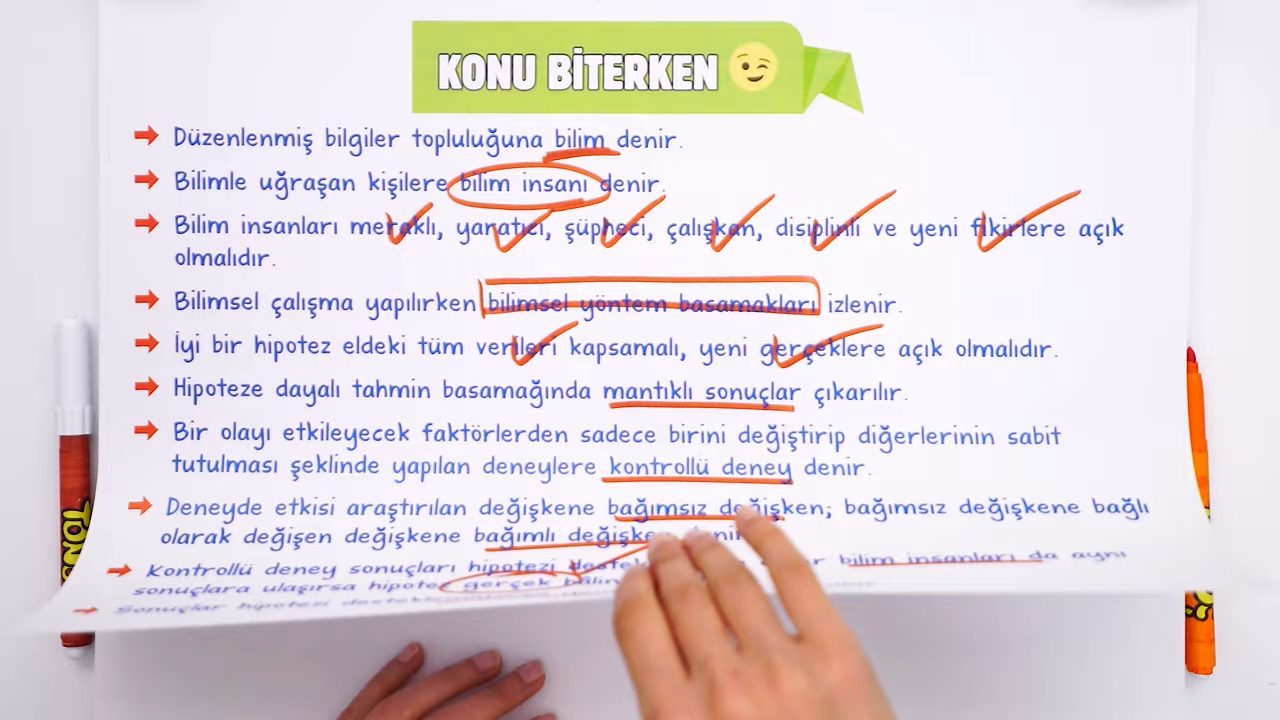 KONU BİTERKEN
Düzenlenmiş bilgiler topluluğuna bilim denir.
Bilimle uğraşan kişilere bilim insanı denir.
Bilim insanları meraklı, yaratıcı, şüpheci, çalışkan, disiplinli ve yeni fikirlere açık
olmalıdır.
Bilimsel çalışma yapılırken bilimsel yöntem basamakları izlenir.
İyi bir hipotez eldeki tüm verileri kapsamalı, yeni gerçeklere açık olmalıdır.
Hipoteze dayalı tahmin basamağında mantıklı sonuçlar çıkarılır.
Bir olayı etkileyecek faktörlerden sadece birini değiştirip diğerlerinin sabit
tutulması şeklinde yapılan deneylere kontrollü deney denir.
Deneyde etkisi araştırılan değişkene bağımsız değişken; bağımsız değişkene bağlı
olarak değişen değişkene bağımlı değişken
Kontrollü deney sonuçları hipotezi bilim insanları da aynı
sonuçlara ulaşırsa hipotez gerçek
Sonuçlar hipotezi